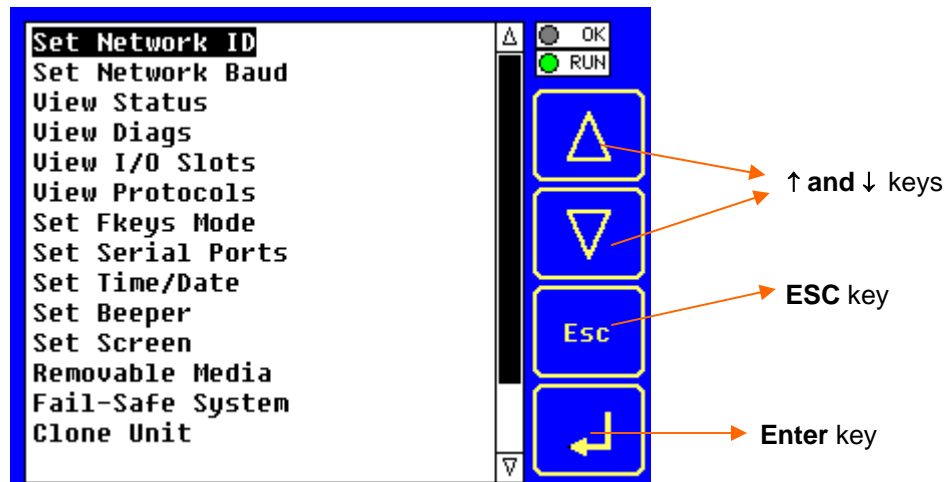 Set Network ID
Set Network Baud
View Status
View Diags
View I/O Slots
View Protocols
Set Fkeys Mode
Set Serial Ports
Set Time/Date
Set Beeper
Set Screen
Removable Media
Fail-Safe System
Clone Unit
OK
RUN
Esc
↑ and ↓ keys
ESC key
Enter key